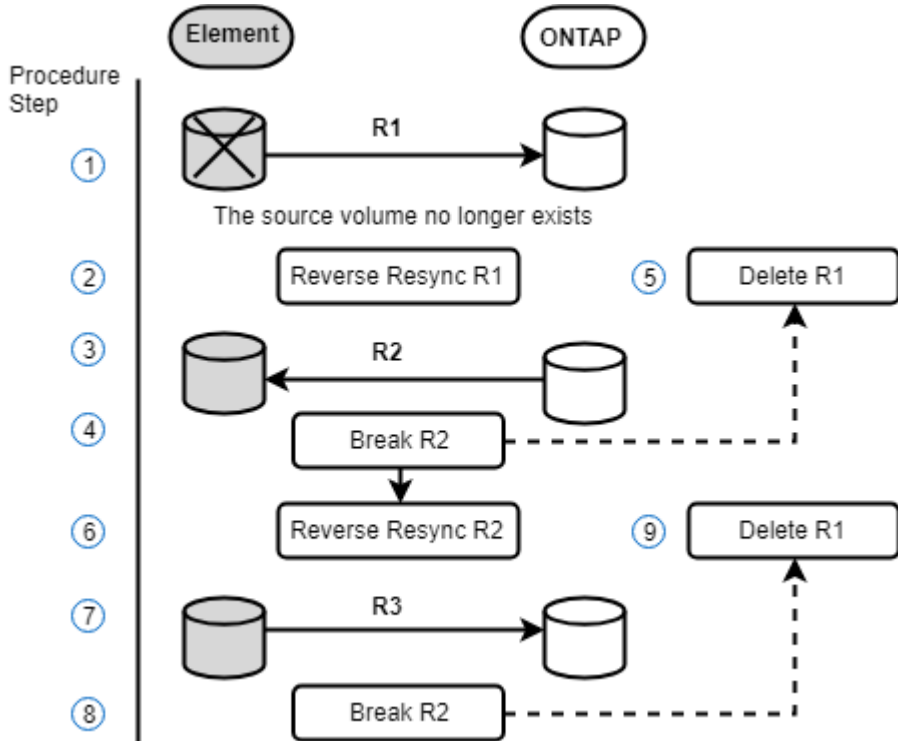 Element
ONTAP
Procedure
Step
R1
1
The source volume no longer exists
2
Reverse Resync R1
5
Delete R1
3
R2
4
Break R2
6
Reverse Resync R2
9
Delete R1
7
R3
8
Break R2